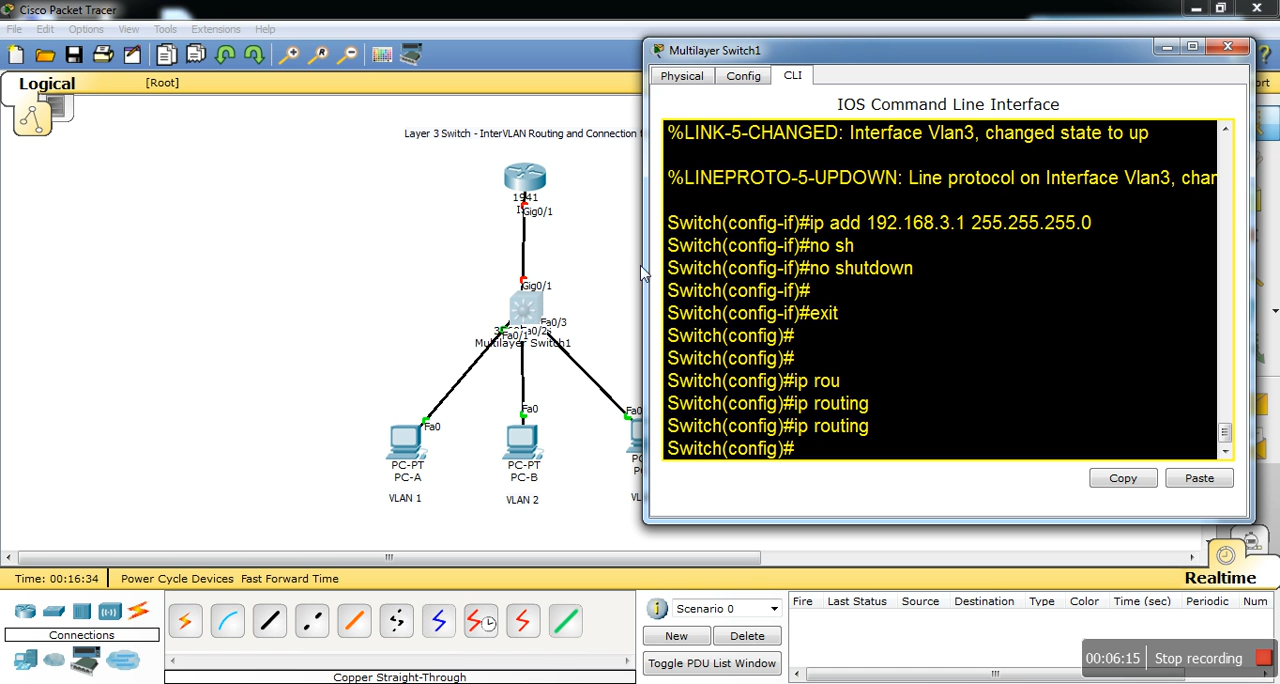 Cisco Packet Tracer
File Edit Options View Tools Extensions Help
Logical
[Root]
Layer 3 Switch - InterVLAN Routing and Connection
1941
Gig0/1
Gig0/1
Fa0/3
Fa0/1
Fa0/2
Multilayer Switch1
Fa0
Fa0
Fa0
PC-PT
PC-A
PC-PT
PC-B
VLAN 1
VLAN 2
Multilayer Switch1
Physical Config CLI
IOS Command Line Interface
%LINK-5-CHANGED: Interface Vlan3, changed state to up
%LINEPROTO-5-UPDOWN: Line protocol on Interface Vlan3, char
Switch(config-if)#ip add 192.168.3.1 255.255.255.0
Switch(config-if)#no sh
Switch(config-if)#no shutdown
Switch(config-if)#
Switch(config-if)#exit
Switch(config)#
Switch(config)#
Switch(config)#ip rou
Switch(config)#ip routing
Switch(config)#ip routing
Switch(config)#
Copy Paste
Time: 00:16:34 Power Cycle Devices Fast Forward Time
Realtime
Connections
Copper Straight-Through
Scenario 0
New Delete
Toggle PDU List Window
Fire Last Status Source Destination Type Color Time (sec) Periodic Num
00:06:15 Stop recording